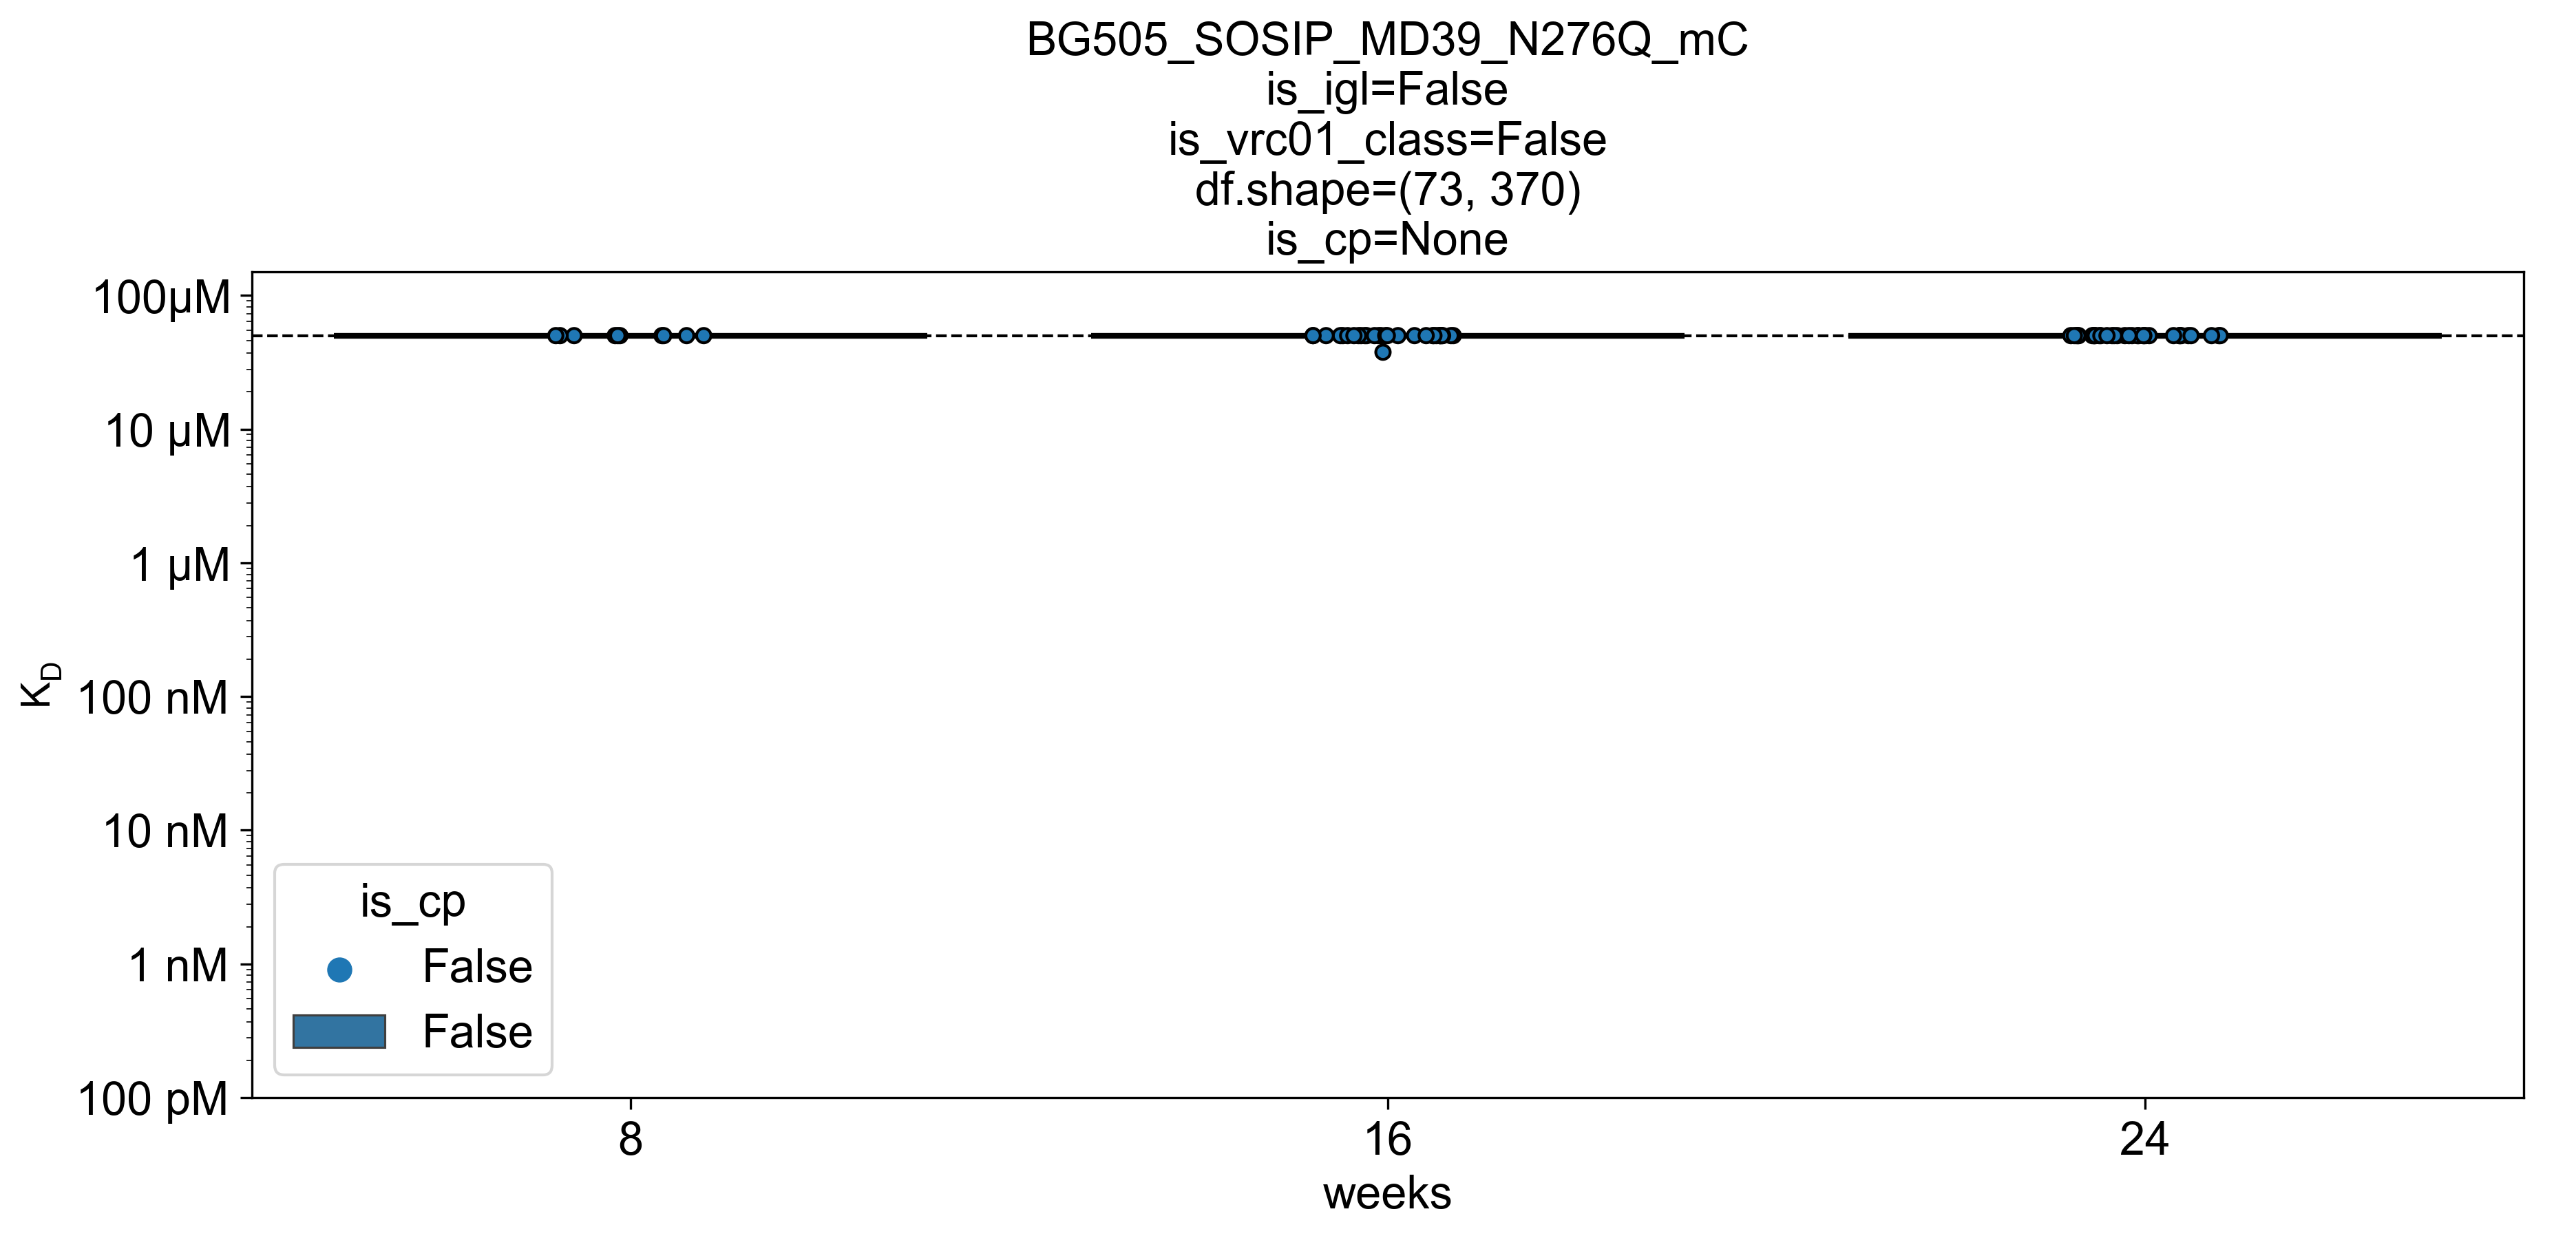 BG505_SOSIP_MD39_N276Q_mC
is_igl=False
is_vrc01_class=False
df.shape=(73, 370)
is_cp=None
100µM
10 µM
1 µM
100 nM
10 nM
1 nM
100 pM
KD
is_cp
False
False
8
16
24
weeks